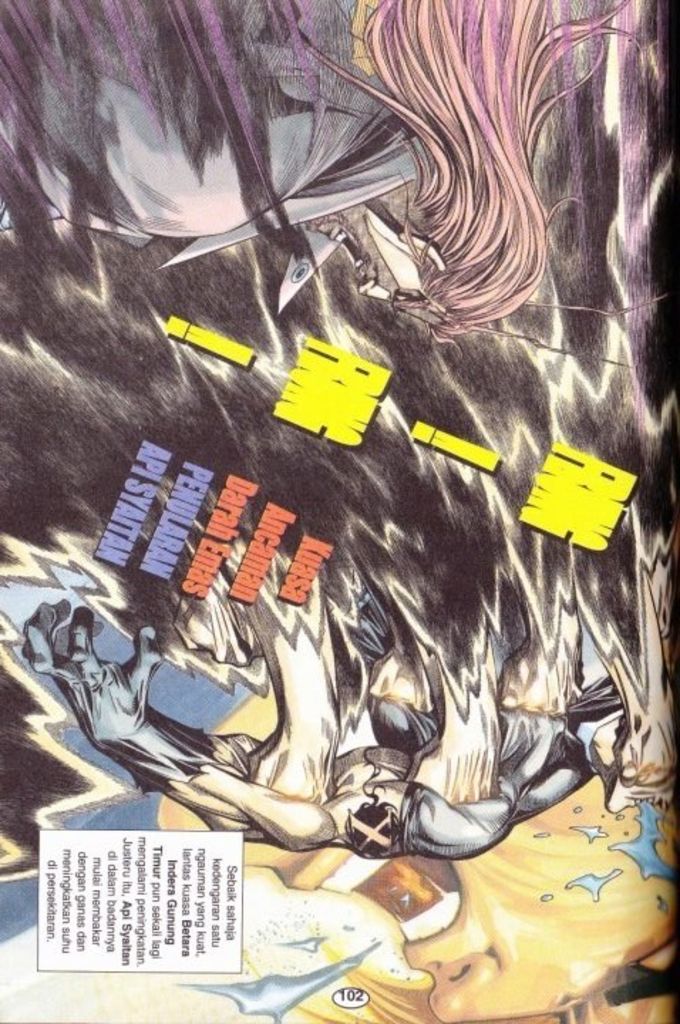 Kuasa
Ancaman
Darah Emas
PENULARAN
API SYAITAN
Sebaik sahaja
kedengaran satu
ngauman yang kuat,
lantas kuasa Betara
Indera Gunung
Timur pun sekali lagi
mengalami peningkatan.
Justeru itu, Api Syaitan
di dalam badannya
mulai membakar
dengan ganas dan
meningkatkan suhu
di persekitaran.
102